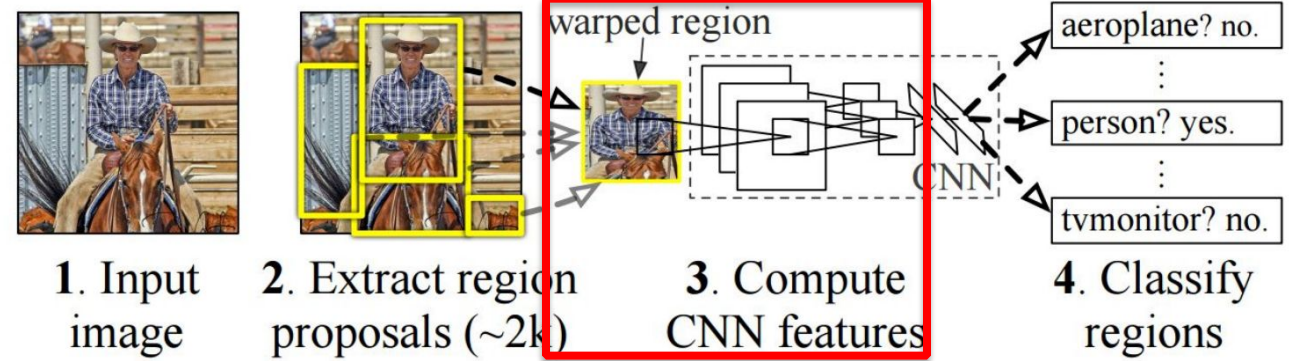 warped region
aeroplane? no.
⋮
person? yes.
CNN
⋮
tvmonitor? no.
1. Input
image
2. Extract region
proposals (~2k)
3. Compute
CNN features
4. Classify
regions